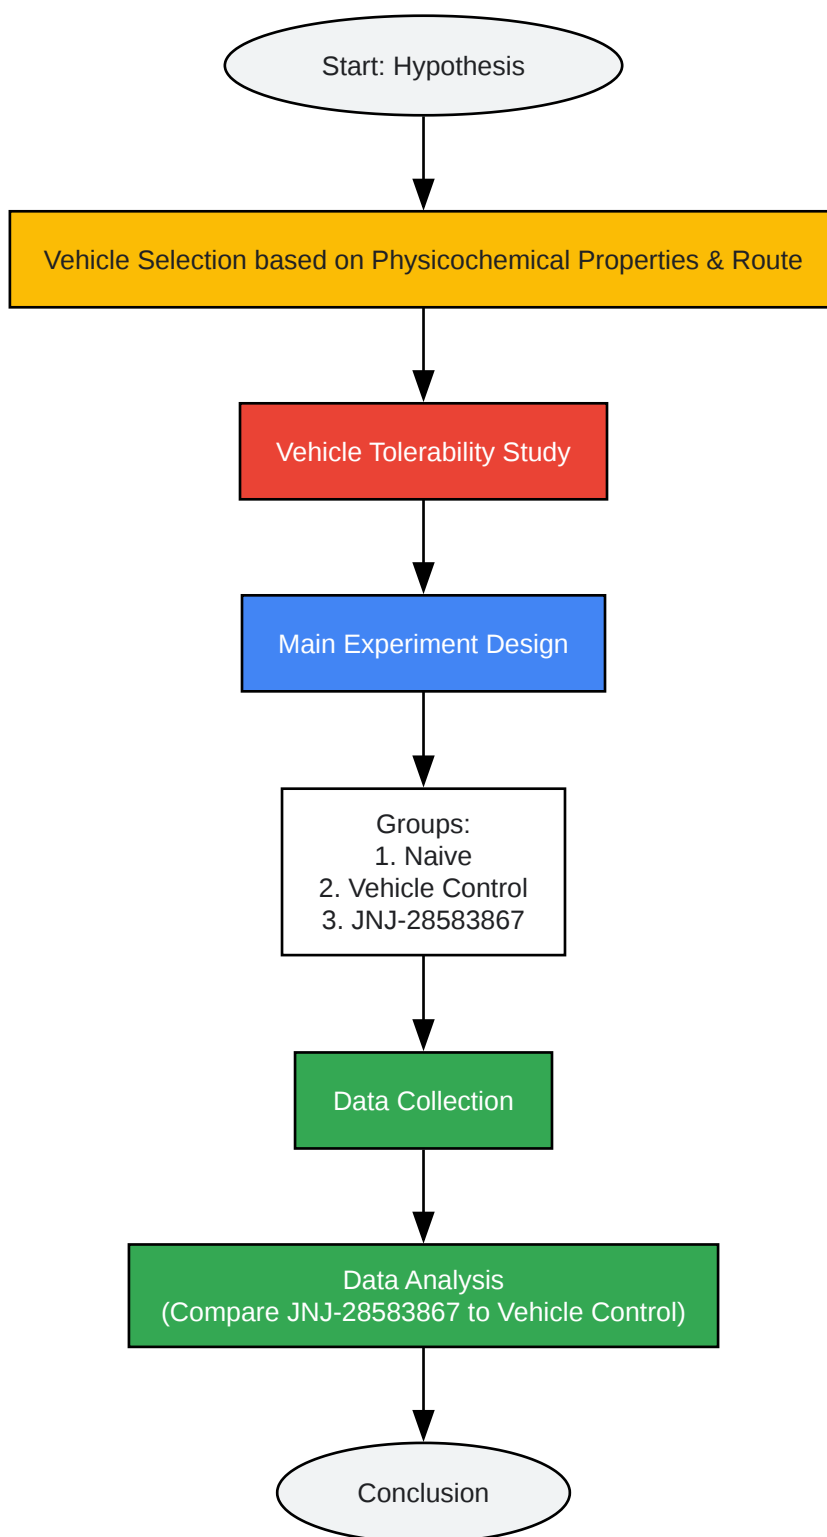 Start: Hypothesis
Vehicle Selection based on Physicochemical Properties & Route
Vehicle Tolerability Study
Main Experiment Design
Groups:
1. Naive
2. Vehicle Control
3. JNJ-28583867
Data Collection
Data Analysis
(Compare JNJ-28583867 to Vehicle Control)
Conclusion